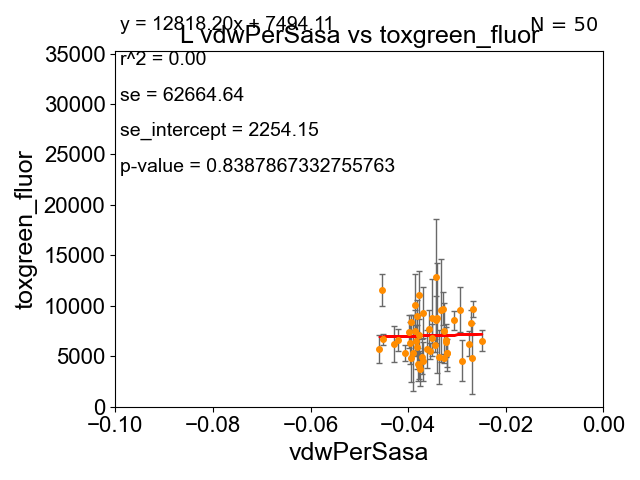 y = 12818.20x + 7494.11
N = 50
L vdwPerSasa vs toxgreen_fluor
r^2 = 0.00
se = 62664.64
se_intercept = 2254.15
p-value = 0.8387867332755763
35000
30000
25000
20000
15000
10000
5000
0
toxgreen_fluor
−0.10
−0.08
−0.06
−0.04
−0.02
0.00
vdwPerSasa